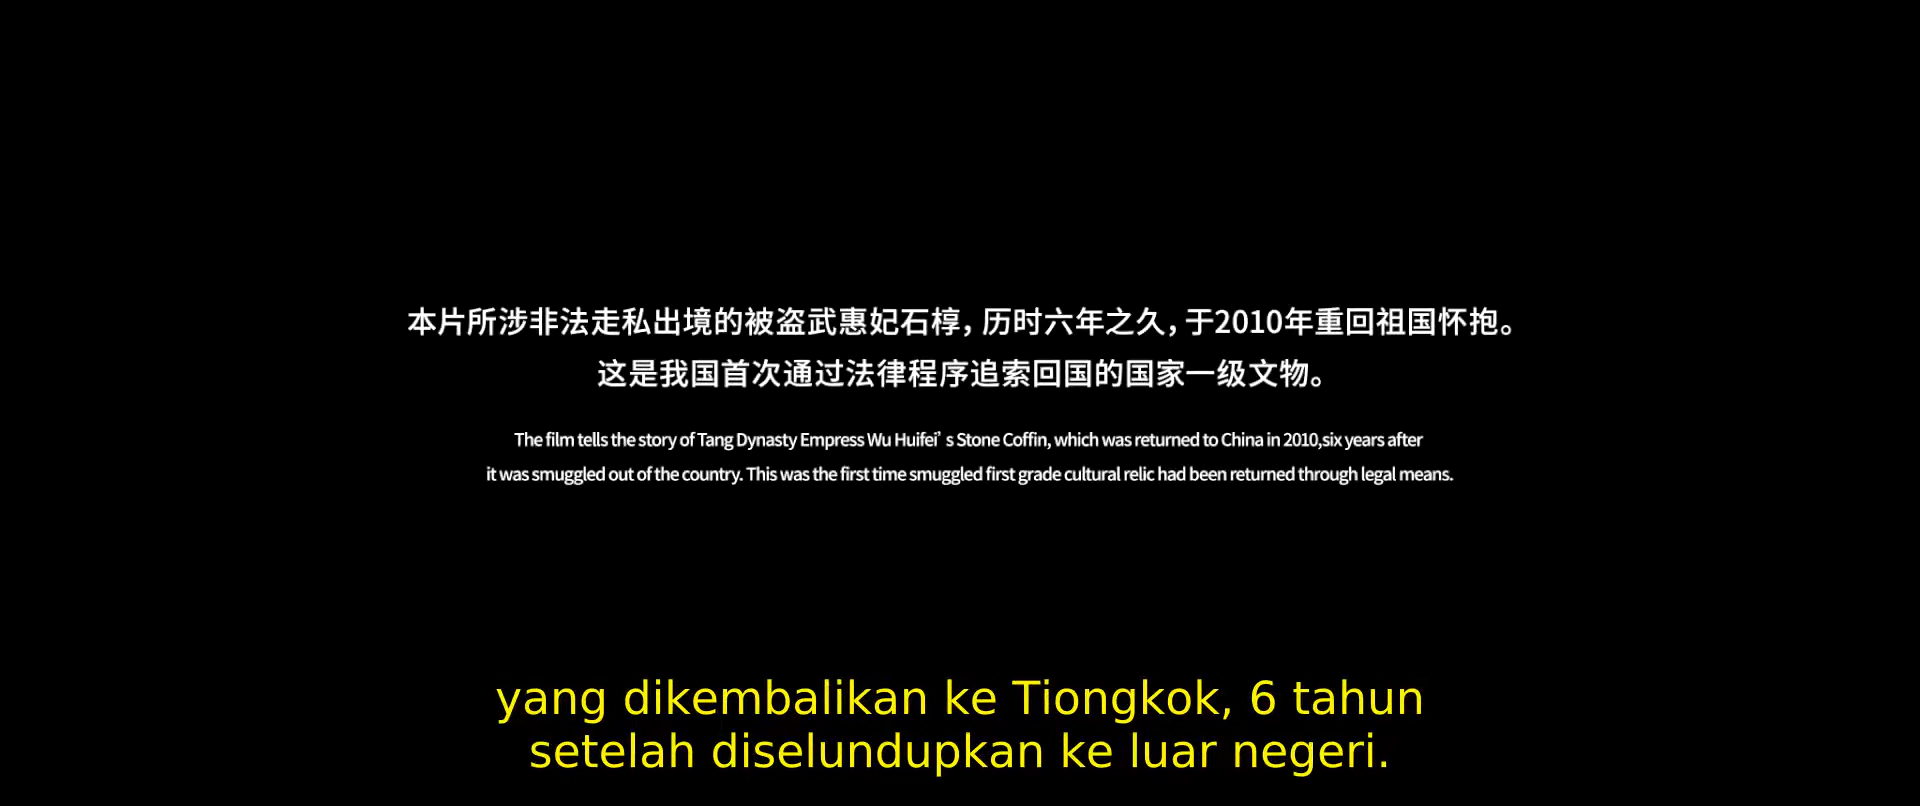 本片所涉非法走私出境的被盗武惠妃石椁，历时六年之久，于2010年重回祖国怀抱。
这是我国首次通过法律程序追索回国的国家一级文物。
The film tells the story of Tang Dynasty Empress Wu Huifei’s Stone Coffin, which was returned to China in 2010,six years after
it was smuggled out of the country. This was the first time smuggled first grade cultural relic had been returned through legal means.
yang dikembalikan ke Tiongkok, 6 tahun
setelah diselundupkan ke luar negeri.